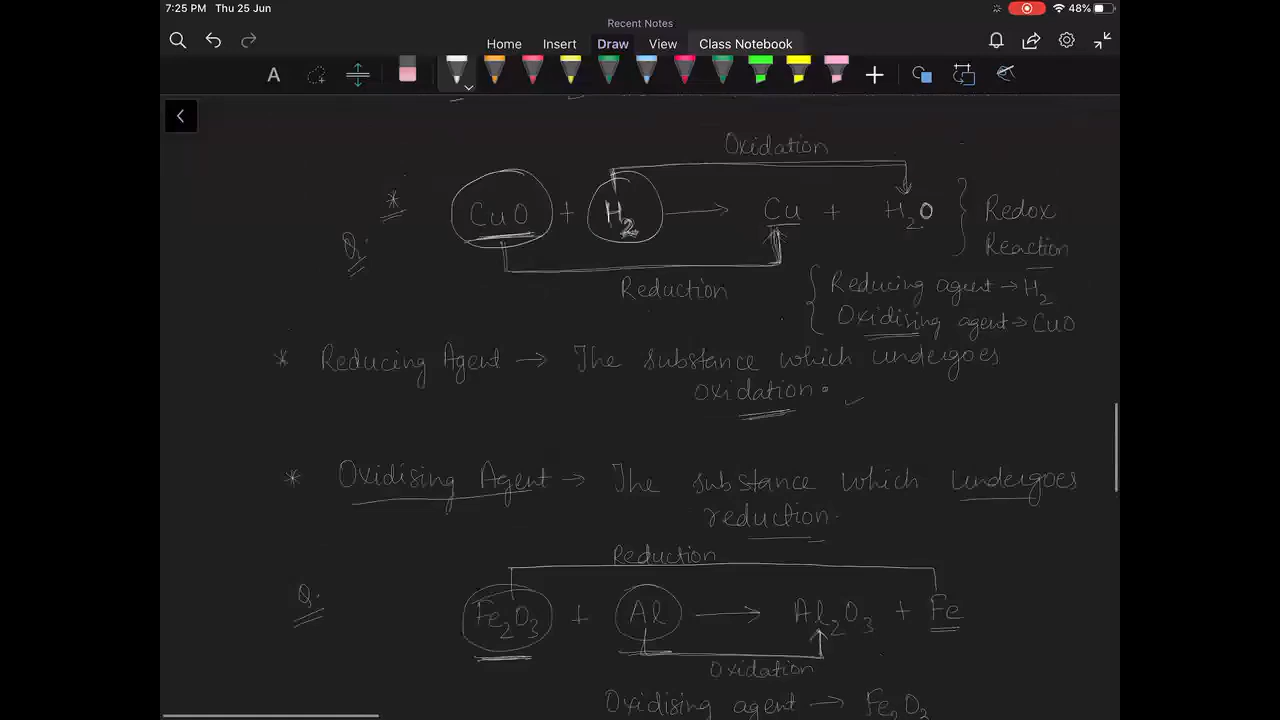 7:25 PM Thu 25 Jun
48%
Recent Notes
Home Insert Draw View Class Notebook
A
Oxidation
* CuO + H2 → Cu + H2O } Redox
Q. Reaction
Reduction
{ Reducing agent → H2
Oxidising agent → CuO
* Reducing Agent → The substance which undergoes
oxidation.
* Oxidising Agent → The substance which undergoes
reduction.
Reduction
Q. Fe2O3 + Al → Al2O3 + Fe
Oxidation
Oxidising agent → Fe2O3